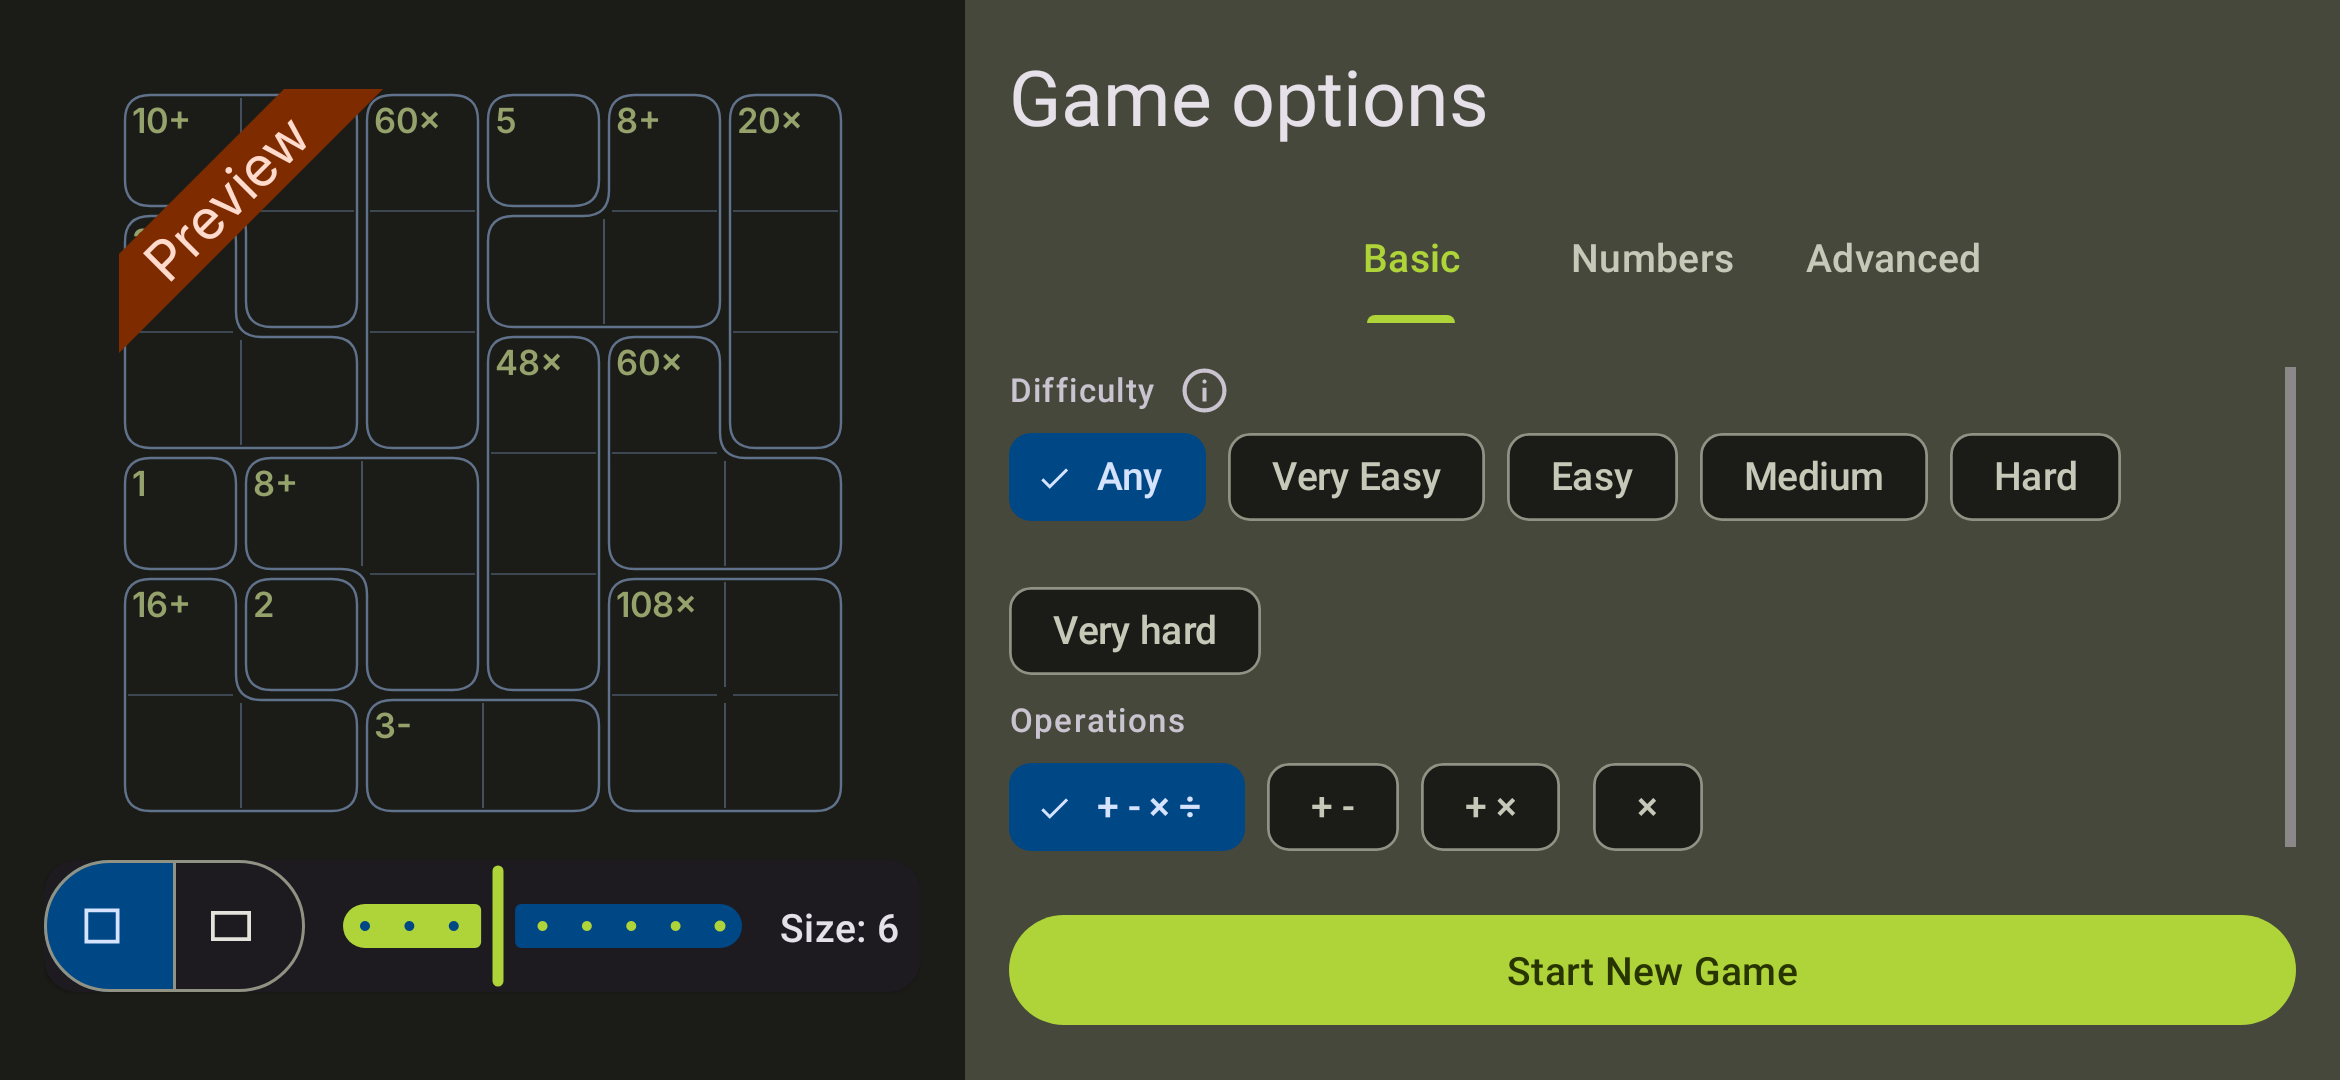 10+ 60× 5 8+ 20×
Preview
48× 60×
1 8+
16+ 2 108×
3-
Size: 6
Game options
Basic Numbers Advanced
Difficulty
Any Very Easy Easy Medium Hard
Very hard
Operations
+ - × ÷ + - + × ×
Start New Game